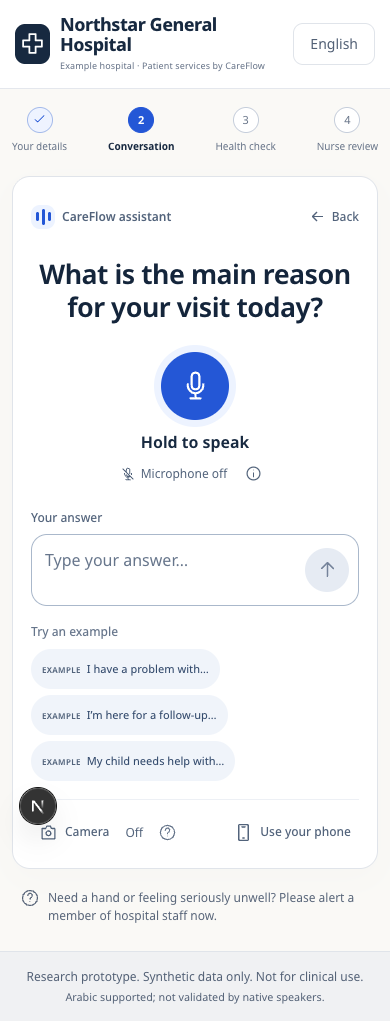 Northstar General
Hospital
Example hospital · Patient services by CareFlow
English
2
3
4
Your details
Conversation
Health check
Nurse review
CareFlow assistant
← Back
What is the main reason
for your visit today?
Hold to speak
Microphone off
Your answer
Type your answer...
Try an example
EXAMPLE I have a problem with...
EXAMPLE I'm here for a follow-up...
EXAMPLE My child needs help with...
N
Camera Off
Use your phone
Need a hand or feeling seriously unwell? Please alert a
member of hospital staff now.
Research prototype. Synthetic data only. Not for clinical use.
Arabic supported; not validated by native speakers.